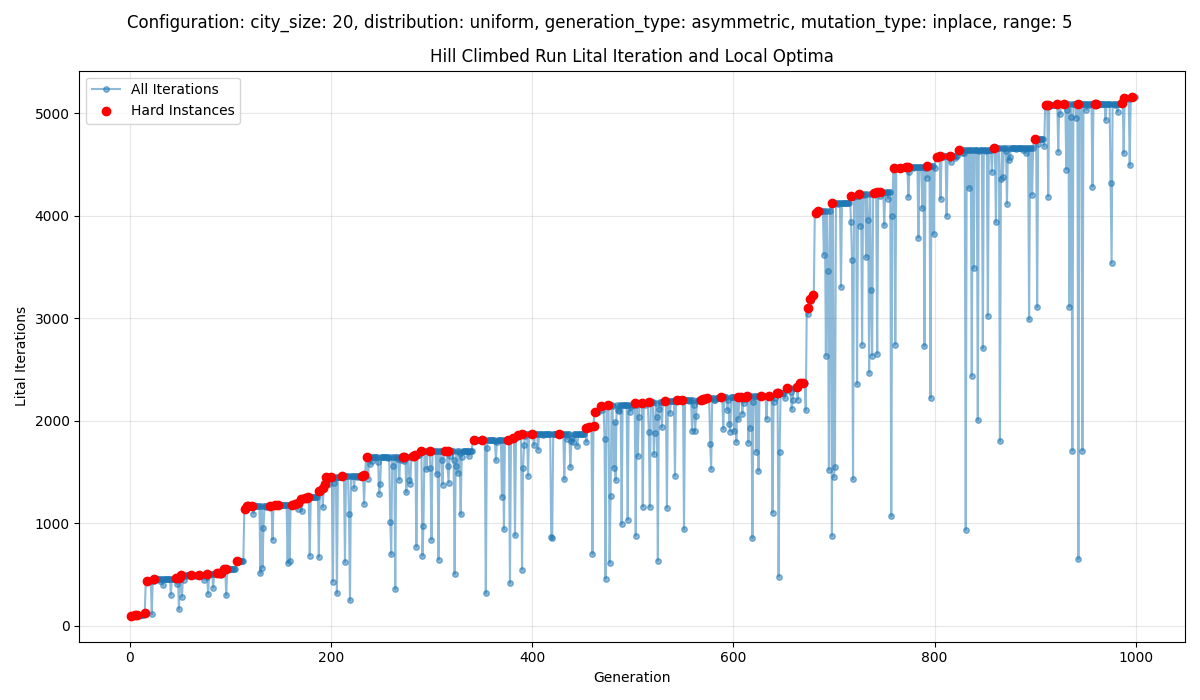 Configuration: city_size: 20, distribution: uniform, generation_type: asymmetric, mutation_type: inplace, range: 5
Hill Climbed Run Lital Iteration and Local Optima
All Iterations
Hard Instances
Lital Iterations
5000
4000
3000
2000
1000
0
0 200 400 600 800 1000
Generation